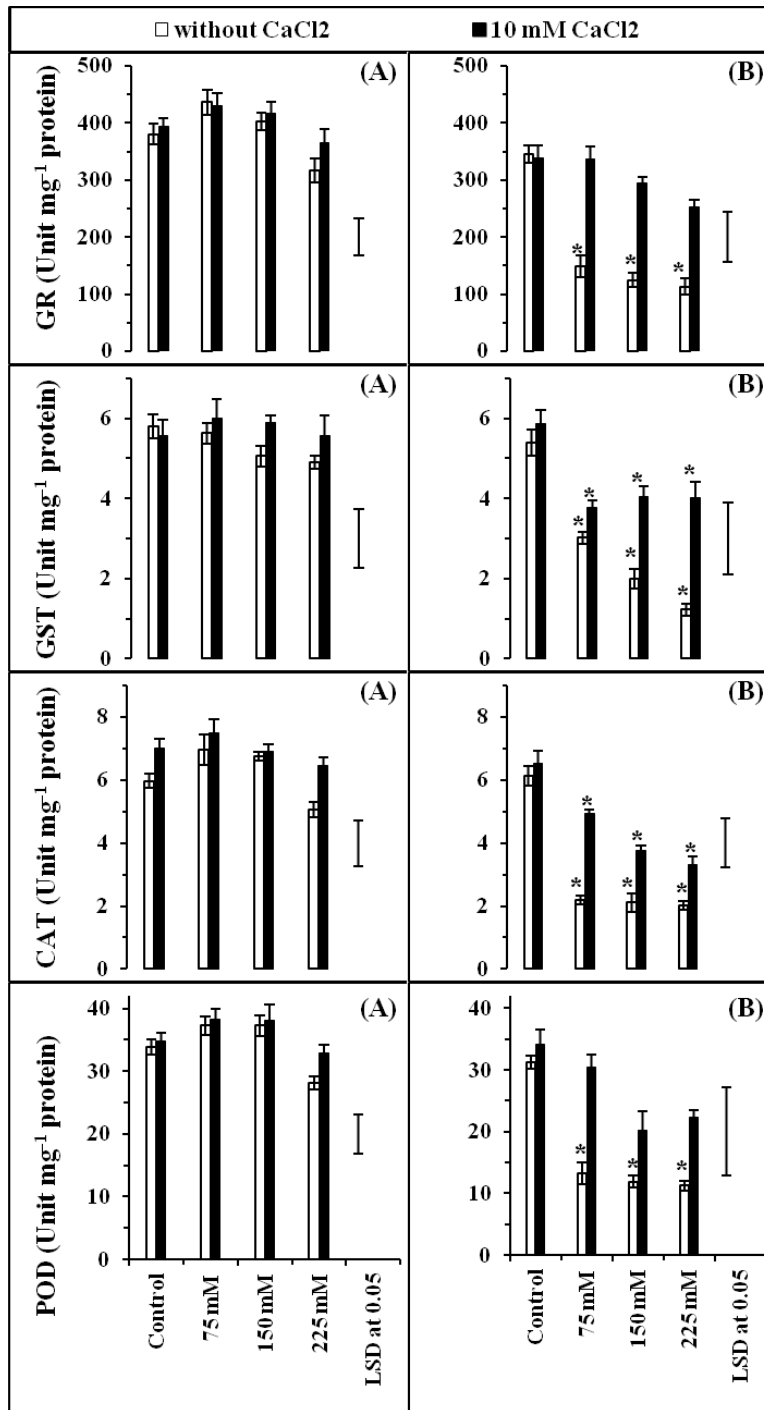 without CaCl2 10 mM CaCl2
GR (Unit mg⁻¹ protein)
(A)
500
400
300
200
100
0
(B)
500
400
300
200
100
0
* * *
GST (Unit mg⁻¹ protein)
(A)
6
4
2
0
(B)
6
4
2
0
* * * * * *
CAT (Unit mg⁻¹ protein)
(A)
8
6
4
2
0
(B)
8
6
4
2
0
* * * * * *
POD (Unit mg⁻¹ protein)
(A)
40
30
20
10
0
(B)
40
30
20
10
0
* * *
Control
75 mM
150 mM
225 mM
LSD at 0.05
Control
75 mM
150 mM
225 mM
LSD at 0.05